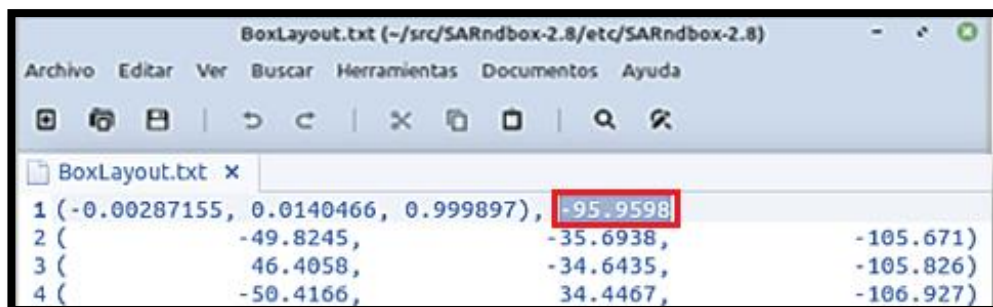 BoxLayout.txt (~/src/SARndbox-2.8/etc/SARndbox-2.8)
Archivo Editar Ver Buscar Herramientas Documentos Ayuda
BoxLayout.txt ×
1 (-0.00287155, 0.0140466, 0.999897), -95.9598
2 ( -49.8245, -35.6938, -105.671)
3 ( 46.4058, -34.6435, -105.826)
4 ( -50.4166, 34.4467, -106.927)